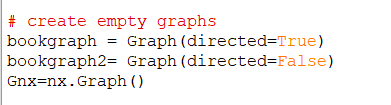 # create empty graphs
bookgraph = Graph(directed=True)
bookgraph2= Graph(directed=False)
Gnx=nx.Graph()